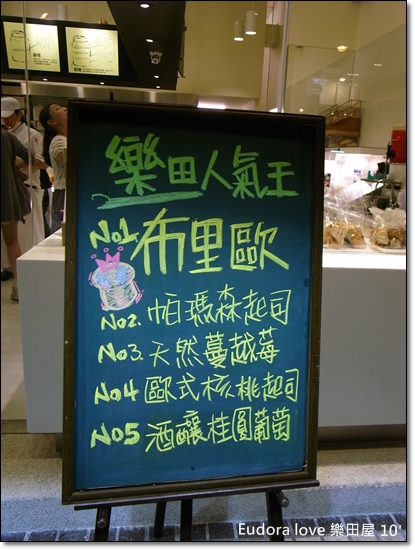 樂田人氣王
No1 布里歐
No2. 帕瑪森起司
No3. 天然蔓越莓
No4 歐式核桃起司
No5 酒釀桂圓葡萄
Eudora love 樂田屋 10'